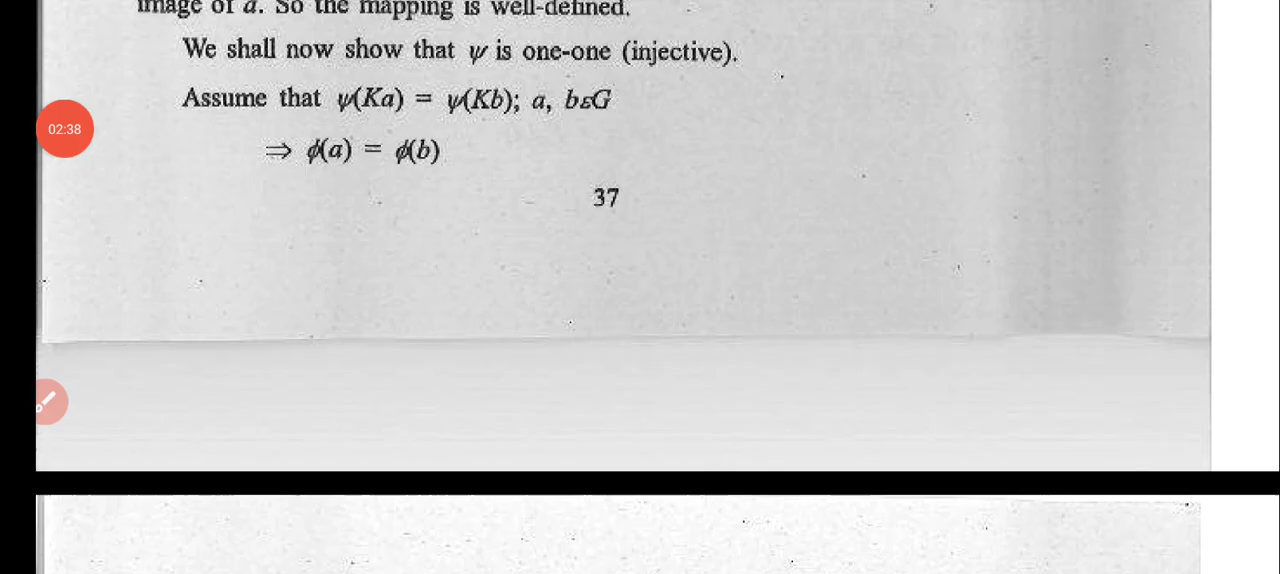 image of a. So the mapping is well-defined.
We shall now show that ψ is one-one (injective).
Assume that ψ(Ka) = ψ(Kb); a, bεG
02:38
⇒ ϕ(a) = ϕ(b)
37